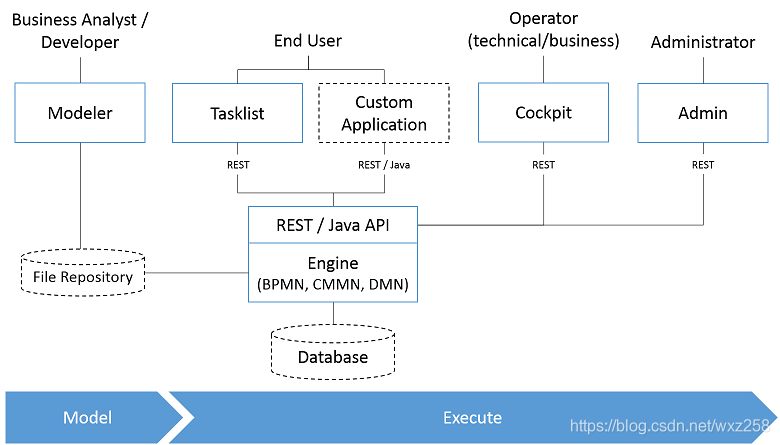 Business Analyst /
Developer
End User
Operator
(technical/business)
Administrator
Modeler
Tasklist
Custom
Application
Cockpit
Admin
REST
REST / Java
REST
REST
REST / Java API
Engine
(BPMN, CMMN, DMN)
File Repository
Database
Model
Execute
https://blog.csdn.net/wxz258